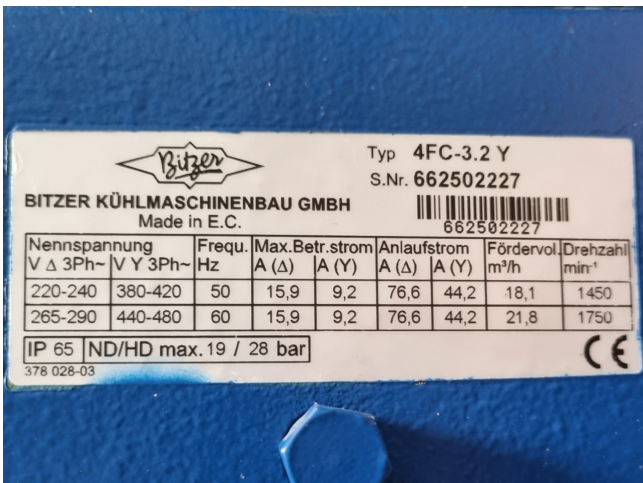 Bitzer
Typ 4FC-3.2 Y
S.Nr. 662502227
BITZER KÜHLMASCHINENBAU GMBH
Made in E.C.
662502227
Nennspannung Frequ. Max.Betr.strom Anlaufstrom Fördervol. Drehzahl
V Δ 3Ph~ V Y 3Ph~ Hz A (Δ) A (Y) A (Δ) A (Y) m³/h min⁻¹
220-240 380-420 50 15,9 9,2 76,6 44,2 18,1 1450
265-290 440-480 60 15,9 9,2 76,6 44,2 21,8 1750
IP 65 ND/HD max. 19 / 28 bar
CE
378 028-03